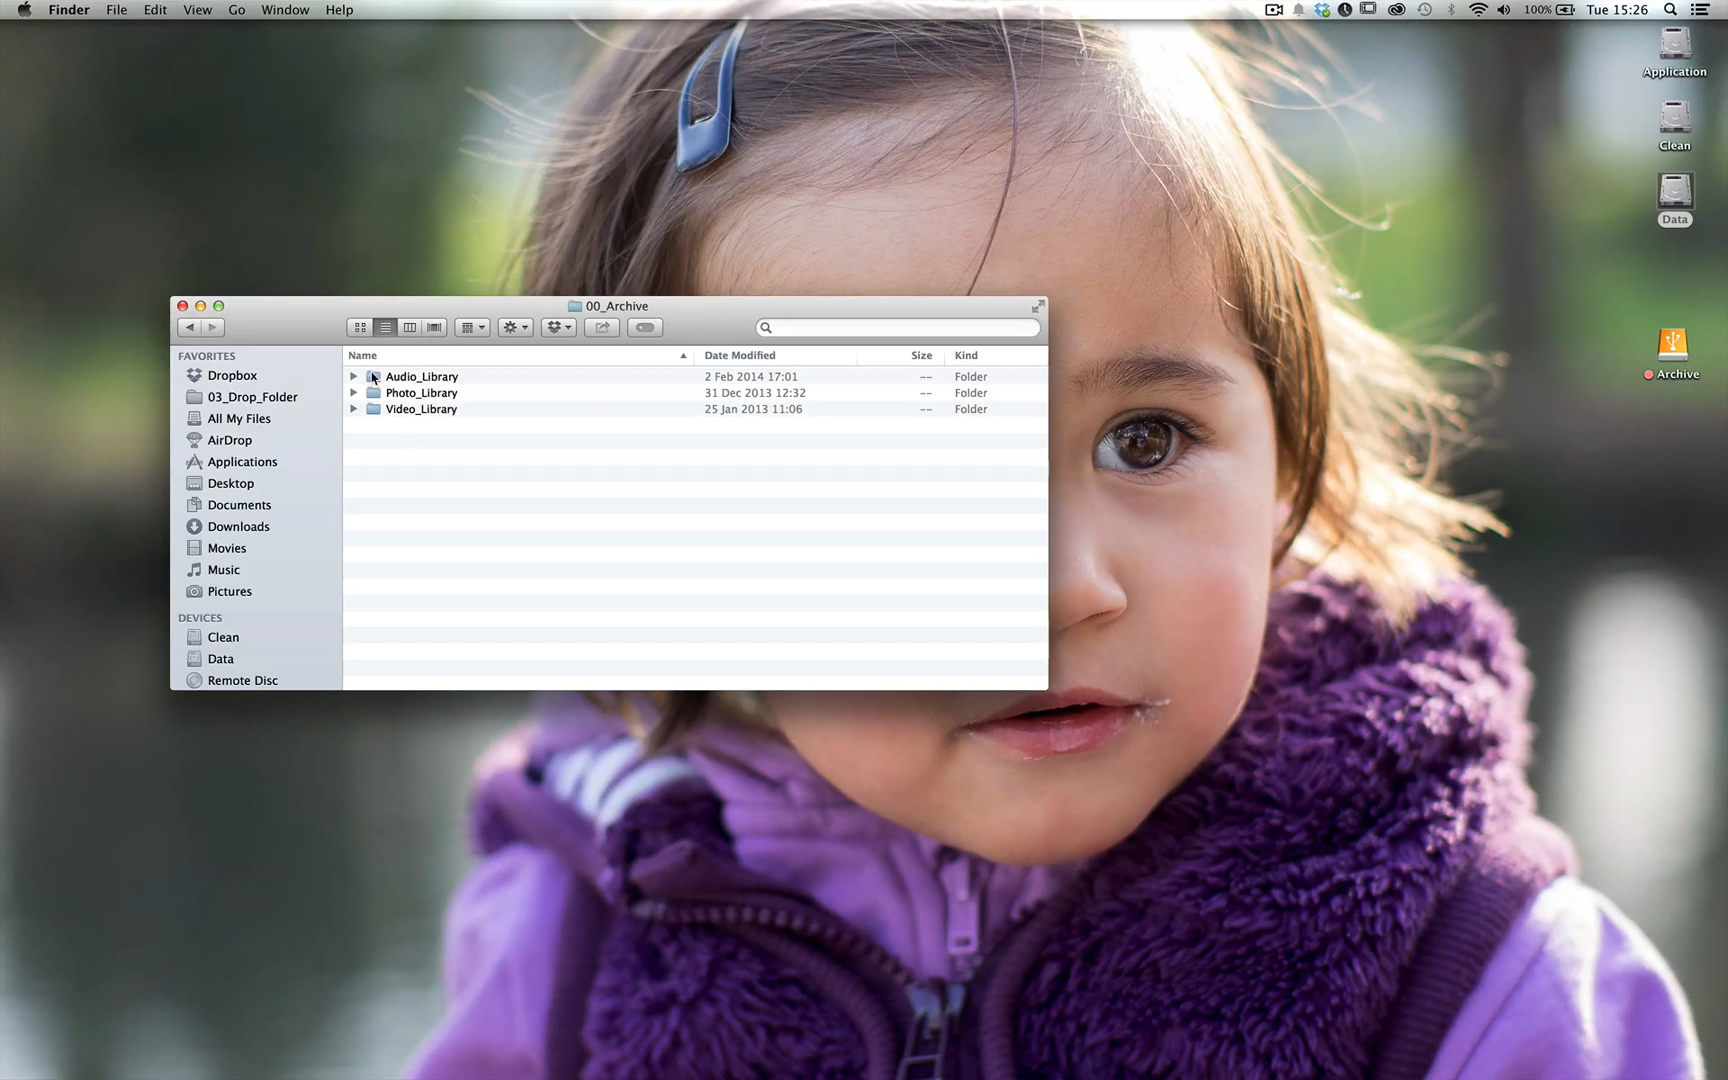 Finder File Edit View Go Window Help 100% Tue 15:26
Application
Clean
Data
Archive
00_Archive
FAVORITES
Dropbox
03_Drop_Folder
All My Files
AirDrop
Applications
Desktop
Documents
Downloads
Movies
Music
Pictures
DEVICES
Clean
Data
Remote Disc
Name Date Modified Size Kind
Audio_Library 2 Feb 2014 17:01 -- Folder
Photo_Library 31 Dec 2013 12:32 -- Folder
Video_Library 25 Jan 2013 11:06 -- Folder